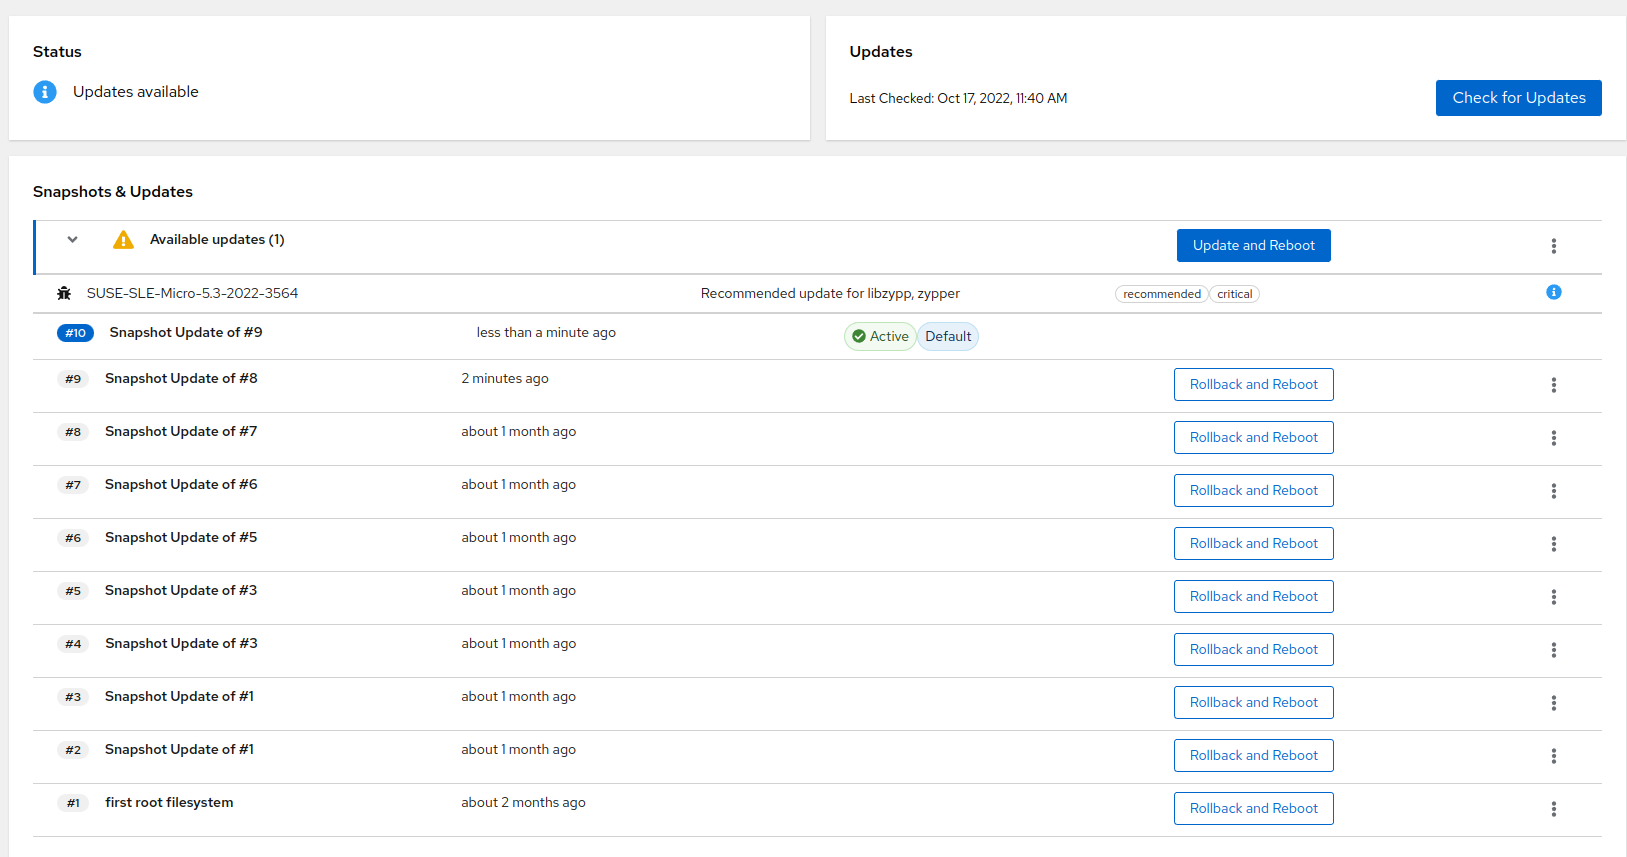 Status
Updates available
Updates
Last Checked: Oct 17, 2022, 11:40 AM
Check for Updates
Snapshots & Updates
Available updates (1) Update and Reboot
SUSE-SLE-Micro-5.3-2022-3564 Recommended update for libzypp, zypper recommended critical
#10 Snapshot Update of #9 less than a minute ago Active Default
#9 Snapshot Update of #8 2 minutes ago Rollback and Reboot
#8 Snapshot Update of #7 about 1 month ago Rollback and Reboot
#7 Snapshot Update of #6 about 1 month ago Rollback and Reboot
#6 Snapshot Update of #5 about 1 month ago Rollback and Reboot
#5 Snapshot Update of #3 about 1 month ago Rollback and Reboot
#4 Snapshot Update of #3 about 1 month ago Rollback and Reboot
#3 Snapshot Update of #1 about 1 month ago Rollback and Reboot
#2 Snapshot Update of #1 about 1 month ago Rollback and Reboot
#1 first root filesystem about 2 months ago Rollback and Reboot